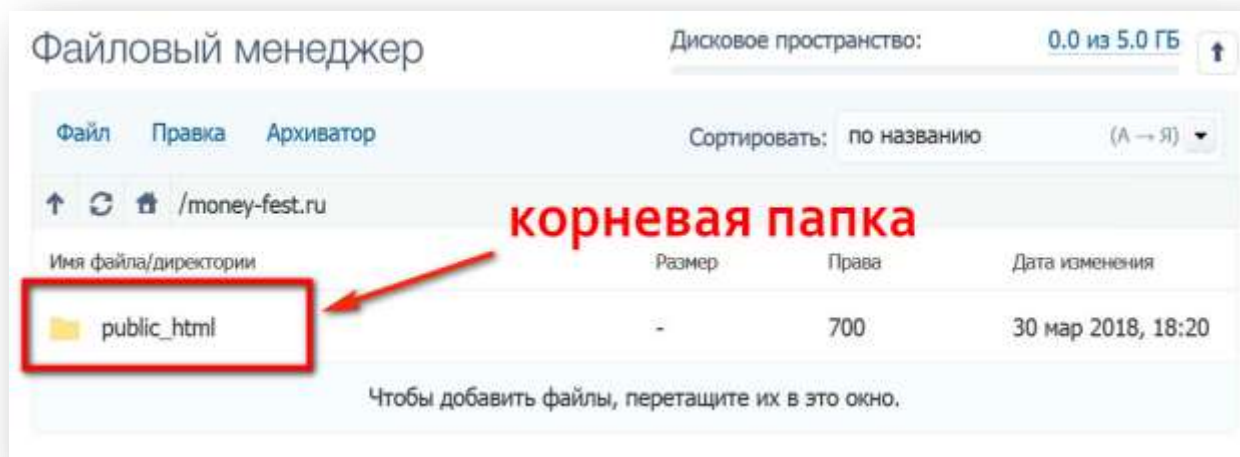 Файловый менеджер
Дисковое пространство: 0.0 из 5.0 ГБ
Файл Правка Архиватор
Сортировать: по названию (А → Я)
/money-fest.ru
корневая папка
Имя файла/директории Размер Права Дата изменения
public_html - 700 30 мар 2018, 18:20
Чтобы добавить файлы, перетащите их в это окно.